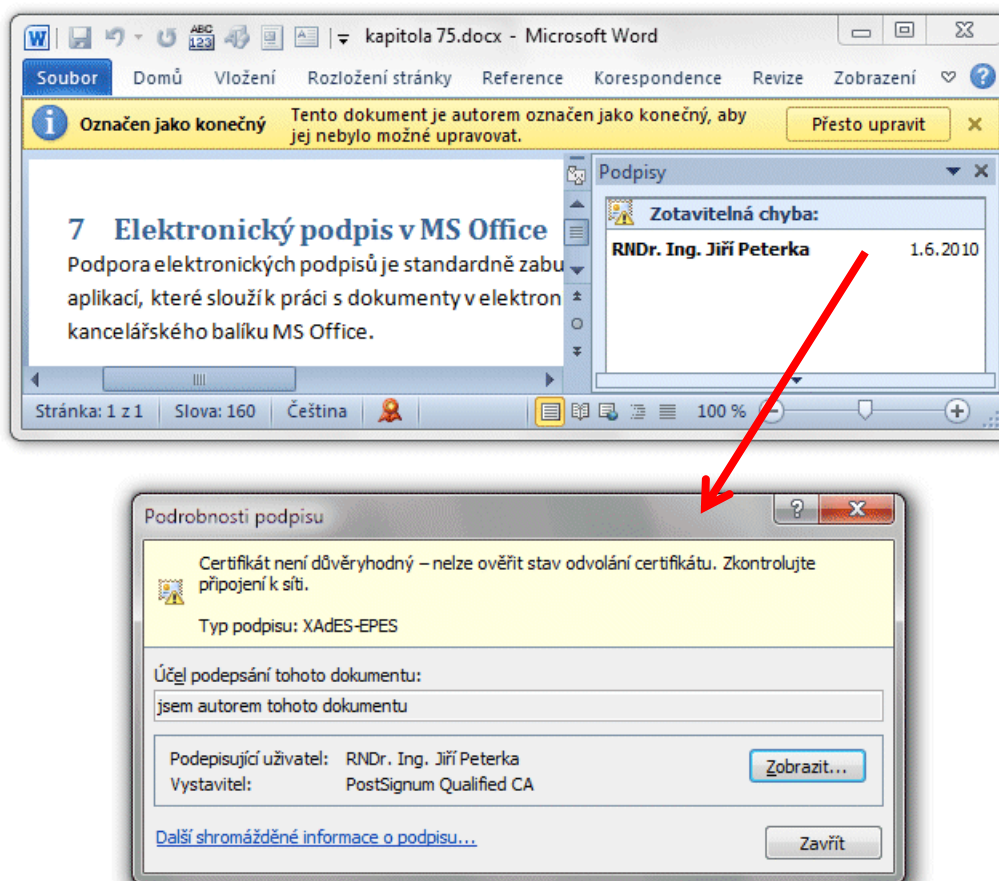 kapitola 75.docx - Microsoft Word
Soubor Domů Vložení Rozložení stránky Reference Korespondence Revize Zobrazení
Označen jako konečný Tento dokument je autorem označen jako konečný, aby jej nebylo možné upravovat. Přesto upravit
Podpisy
Zotavitelná chyba:
RNDr. Ing. Jiří Peterka 1.6.2010
7 Elektronický podpis v MS Office
Podpora elektronických podpisů je standardně zabu
aplikací, které slouží k práci s dokumenty v elektron
kancelářského balíku MS Office.
Stránka: 1 z 1 Slova: 160 Čeština 100 %
Podrobnosti podpisu
Certifikát není důvěryhodný – nelze ověřit stav odvolání certifikátu. Zkontrolujte
připojení k síti.
Typ podpisu: XAdES-EPES
Účel podepsání tohoto dokumentu:
jsem autorem tohoto dokumentu
Podepisující uživatel: RNDr. Ing. Jiří Peterka
Vystavitel: PostSignum Qualified CA
Zobrazit...
Další shromážděné informace o podpisu...
Zavřít